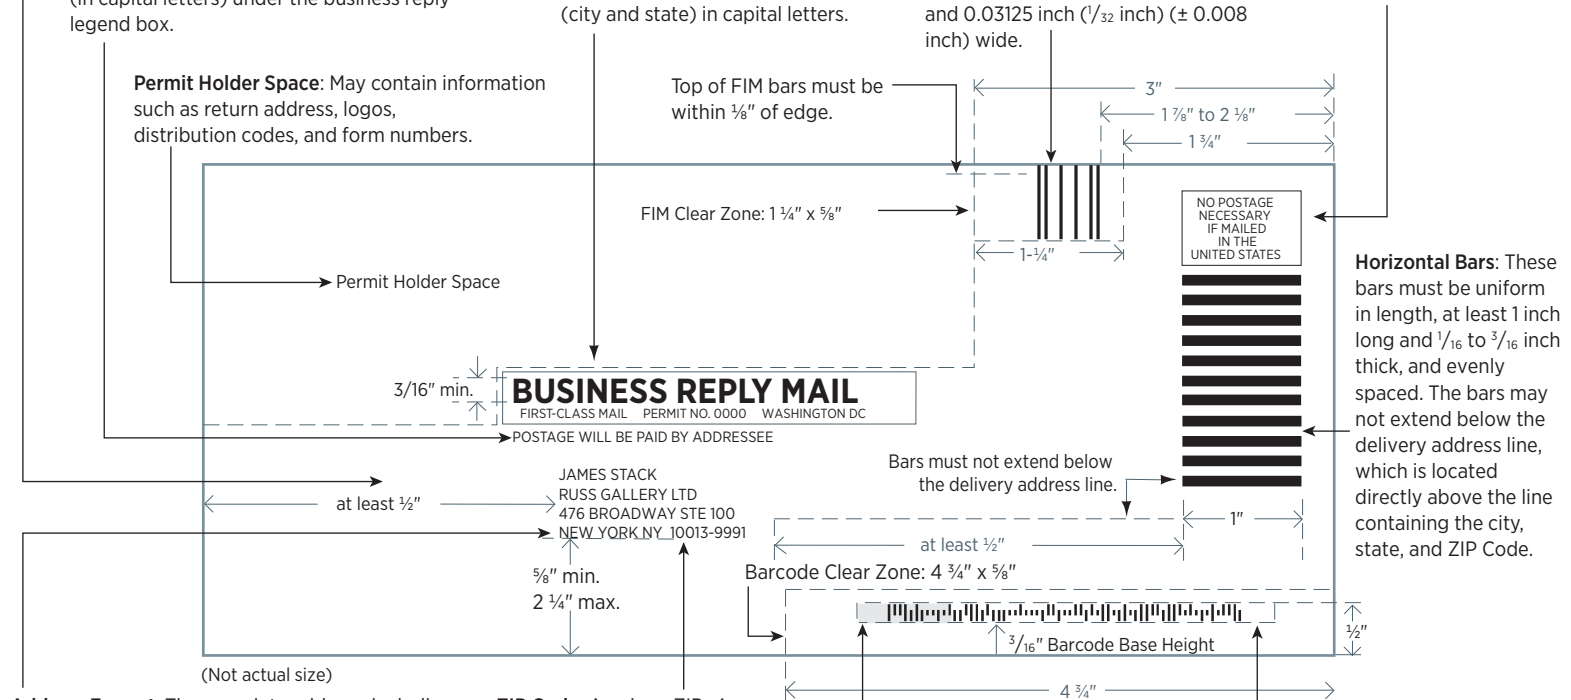 (in capital letters) under the business reply
legend box.
(city and state) in capital letters.
and 0.03125 inch (1/32 inch) (± 0.008
inch) wide.
Permit Holder Space: May contain information
such as return address, logos,
distribution codes, and form numbers.
Top of FIM bars must be
within ⅛" of edge.
3"
1 ⅞" to 2 ⅛"
1 ¾"
FIM Clear Zone: 1 ¼" x ⅝"
1-¼"
NO POSTAGE
NECESSARY
IF MAILED
IN THE
UNITED STATES
Permit Holder Space
Horizontal Bars: These
bars must be uniform
in length, at least 1 inch
long and 1/16 to 3/16 inch
thick, and evenly
spaced. The bars may
not extend below the
delivery address line,
which is located
directly above the line
containing the city,
state, and ZIP Code.
3/16" min.
BUSINESS REPLY MAIL
FIRST-CLASS MAIL PERMIT NO. 0000 WASHINGTON DC
POSTAGE WILL BE PAID BY ADDRESSEE
JAMES STACK
RUSS GALLERY LTD
476 BROADWAY STE 100
NEW YORK NY 10013-9991
at least ½"
Bars must not extend below
the delivery address line.
1"
at least ½"
⅝" min.
2 ¼" max.
Barcode Clear Zone: 4 ¾" x ⅝"
3/16" Barcode Base Height
½"
(Not actual size)
4 ¾"